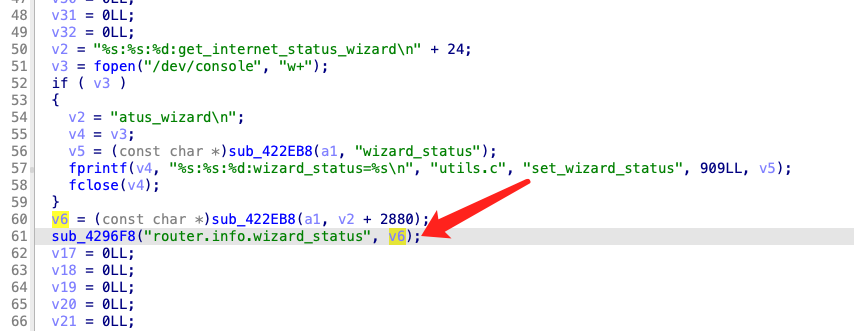 47 v30 = 0LL;
48 v31 = 0LL;
49 v32 = 0LL;
50 v2 = "%s:%s:%d:get_internet_status_wizard\n" + 24;
51 v3 = fopen("/dev/console", "w+");
52 if ( v3 )
53 {
54 v2 = "atus_wizard\n";
55 v4 = v3;
56 v5 = (const char *)sub_422EB8(a1, "wizard_status");
57 fprintf(v4, "%s:%s:%d:wizard_status=%s\n", "utils.c", "set_wizard_status", 909LL, v5);
58 fclose(v4);
59 }
60 v6 = (const char *)sub_422EB8(a1, v2 + 2880);
61 sub_4296F8("router.info.wizard_status", v6);
62 v17 = 0LL;
63 v18 = 0LL;
64 v19 = 0LL;
65 v20 = 0LL;
66 v21 = 0LL;